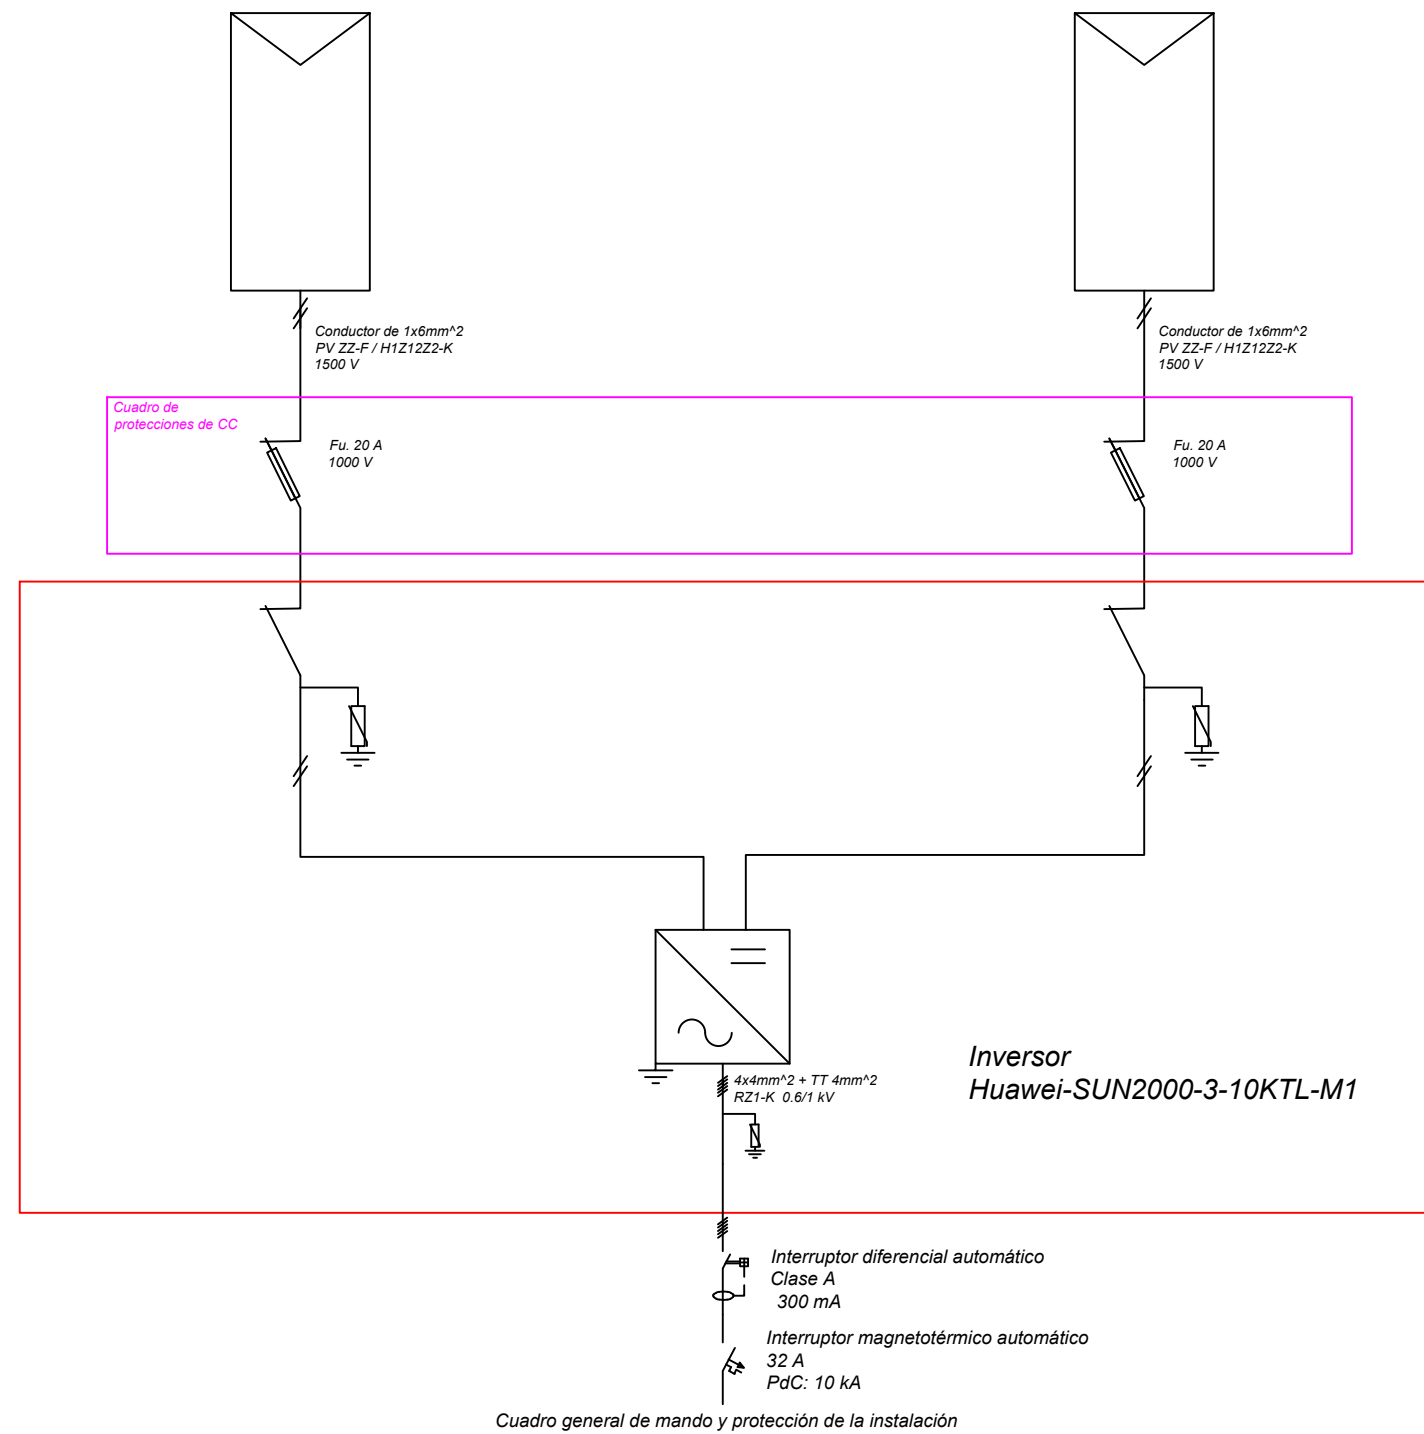 Conductor de 1x6mm^2
PV ZZ-F / H1Z12Z2-K
1500 V
Conductor de 1x6mm^2
PV ZZ-F / H1Z12Z2-K
1500 V
Cuadro de
protecciones de CC
Fu. 20 A
1000 V
Fu. 20 A
1000 V
Inversor
Huawei-SUN2000-3-10KTL-M1
4x4mm^2 + TT 4mm^2
RZ1-K 0.6/1 kV
Interruptor diferencial automático
Clase A
300 mA
Interruptor magnetotérmico automático
32 A
PdC: 10 kA
Cuadro general de mando y protección de la instalación